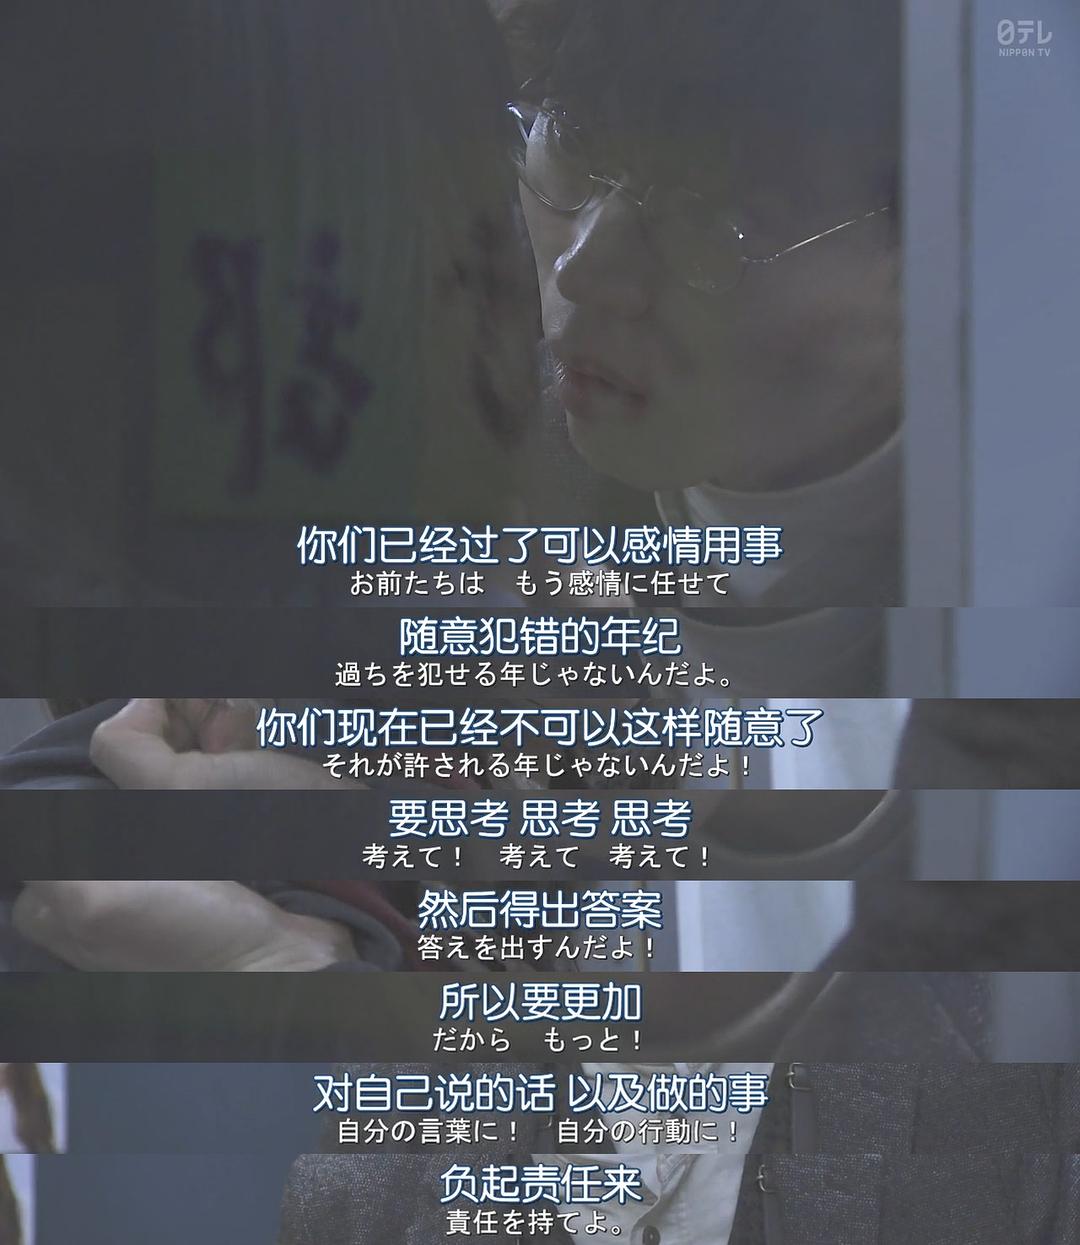 日テレ
NIPPON TV
你们已经过了可以感情用事
お前たちは　もう感情に任せて
随意犯错的年纪
過ちを犯せる年じゃないんだよ。
你们现在已经不可以这样随意了
それが許される年じゃないんだよ！
要思考 思考 思考
考えて！　考えて　考えて！
然后得出答案
答えを出すんだよ！
所以要更加
だから　もっと！
对自己说的话 以及做的事
自分の言葉に！　自分の行動に！
负起责任来
責任を持てよ。